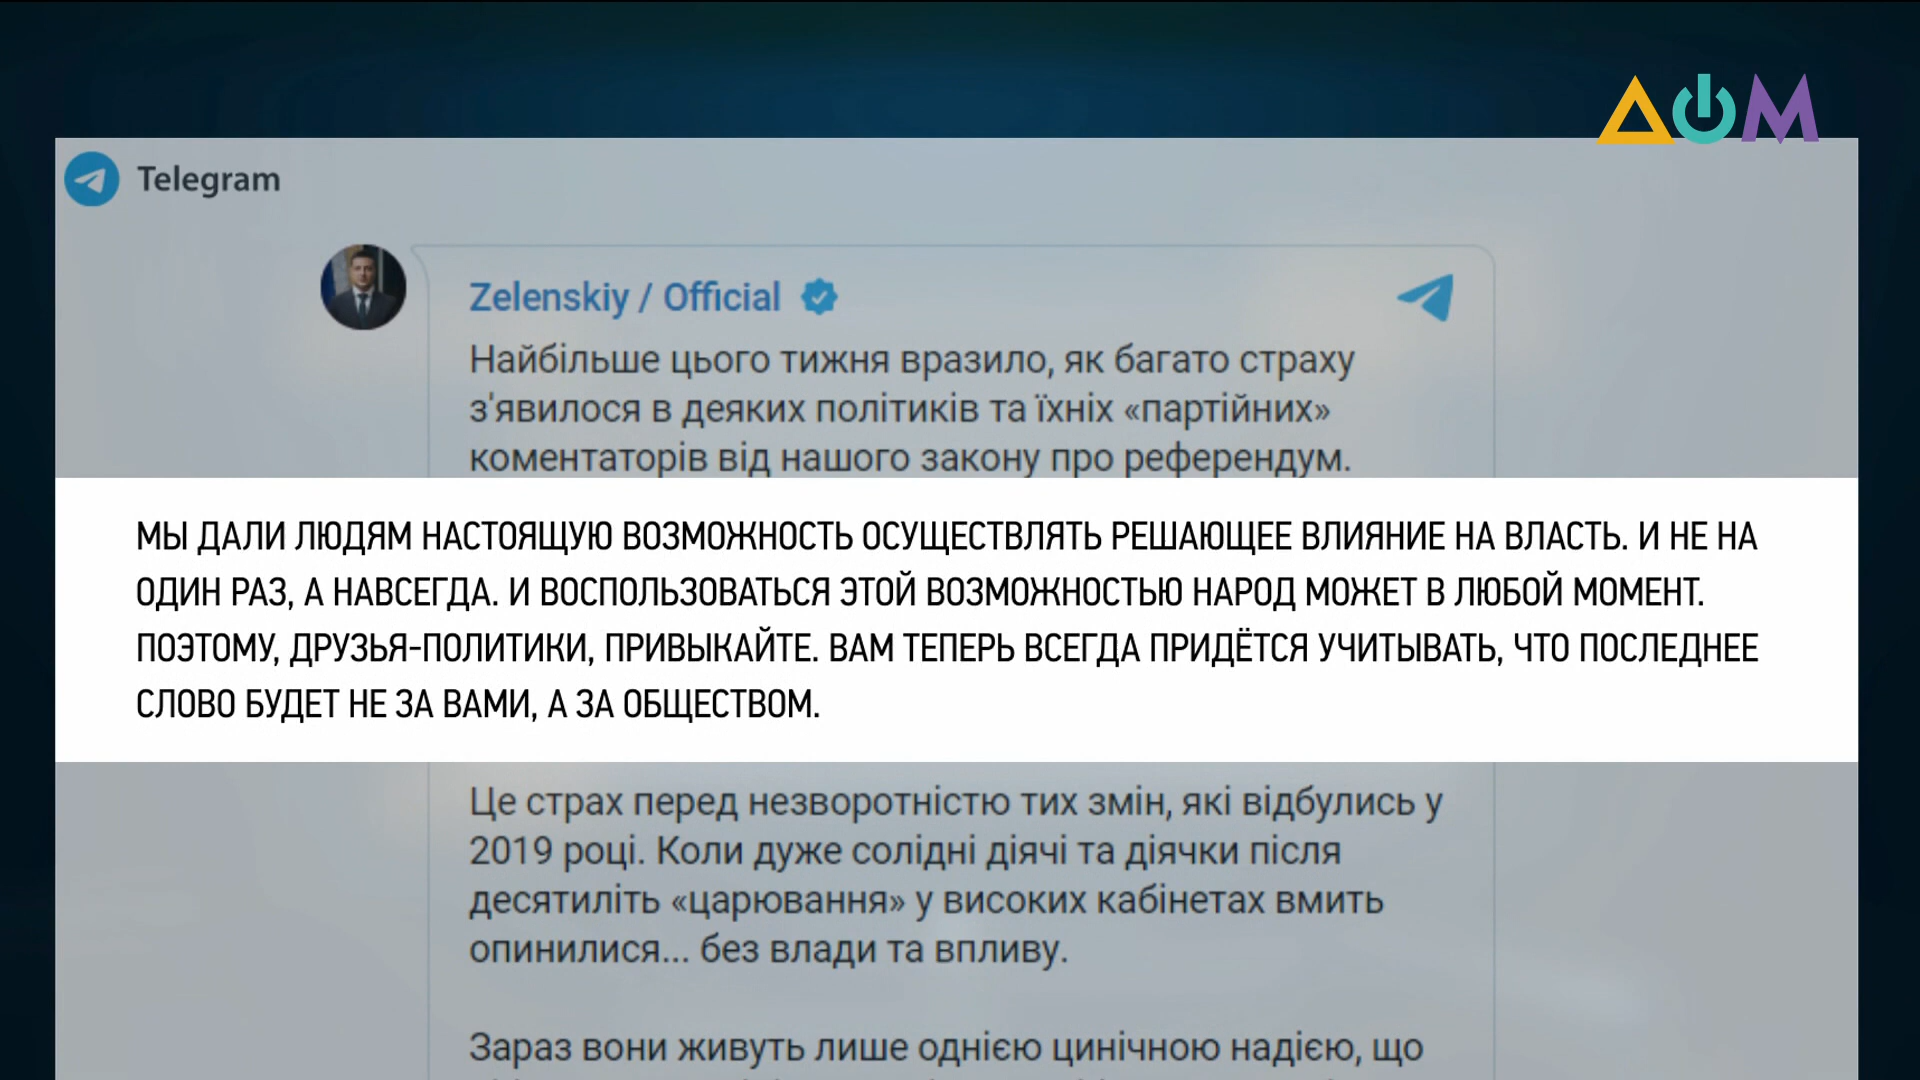 ДОМ
Telegram
Zelenskiy / Official
Найбільше цього тижня вразило, як багато страху
з'явилося в деяких політиків та їхніх «партійних»
коментаторів від нашого закону про референдум.
МЫ ДАЛИ ЛЮДЯМ НАСТОЯЩУЮ ВОЗМОЖНОСТЬ ОСУЩЕСТВЛЯТЬ РЕШАЮЩЕЕ ВЛИЯНИЕ НА ВЛАСТЬ. И НЕ НА
ОДИН РАЗ, А НАВСЕГДА. И ВОСПОЛЬЗОВАТЬСЯ ЭТОЙ ВОЗМОЖНОСТЬЮ НАРОД МОЖЕТ В ЛЮБОЙ МОМЕНТ.
ПОЭТОМУ, ДРУЗЬЯ-ПОЛИТИКИ, ПРИВЫКАЙТЕ. ВАМ ТЕПЕРЬ ВСЕГДА ПРИДЁТСЯ УЧИТЫВАТЬ, ЧТО ПОСЛЕДНЕЕ
СЛОВО БУДЕТ НЕ ЗА ВАМИ, А ЗА ОБЩЕСТВОМ.
Це страх перед незворотністю тих змін, які відбулись у
2019 році. Коли дуже солідні діячі та діячки після
десятиліть «царювання» у високих кабінетах вмить
опинилися... без влади та впливу.
Зараз вони живуть лише однією цинічною надією, що